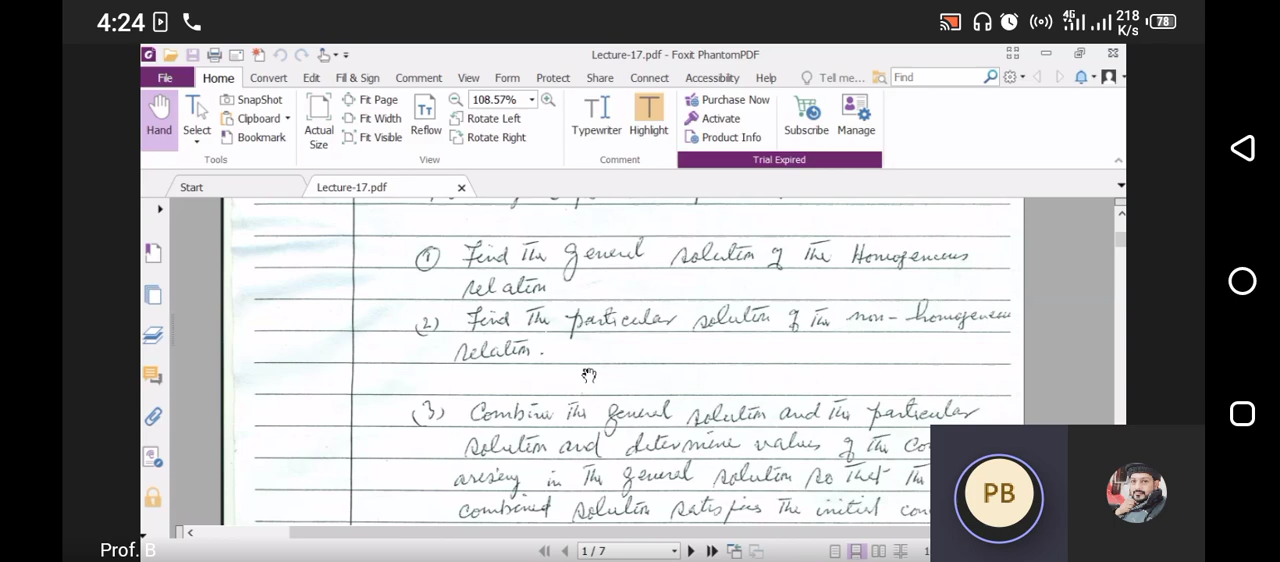 4:24
4G
218
K/s
78
Lecture-17.pdf - Foxit PhantomPDF
File Home Convert Edit Fill & Sign Comment View Form Protect Share Connect Accessibility Help Tell me... Find
Hand
Select
SnapShot
Clipboard
Bookmark
Tools
Actual
Size
Fit Page
Fit Width
Fit Visible
Reflow
108.57%
Rotate Left
Rotate Right
View
Typewriter
Highlight
Comment
Purchase Now
Activate
Product Info
Trial Expired
Subscribe
Manage
Start
Lecture-17.pdf
(1) Find the general solution of the Homogeneous
relation
(2) Find the particular solution of the non-homogeneous
relation.
(3) Combine the general solution and the particular
solution and determine values of the co
arising in the general solution so that the
combined solution satisfies the initial con
PB
Prof. B
1 / 7